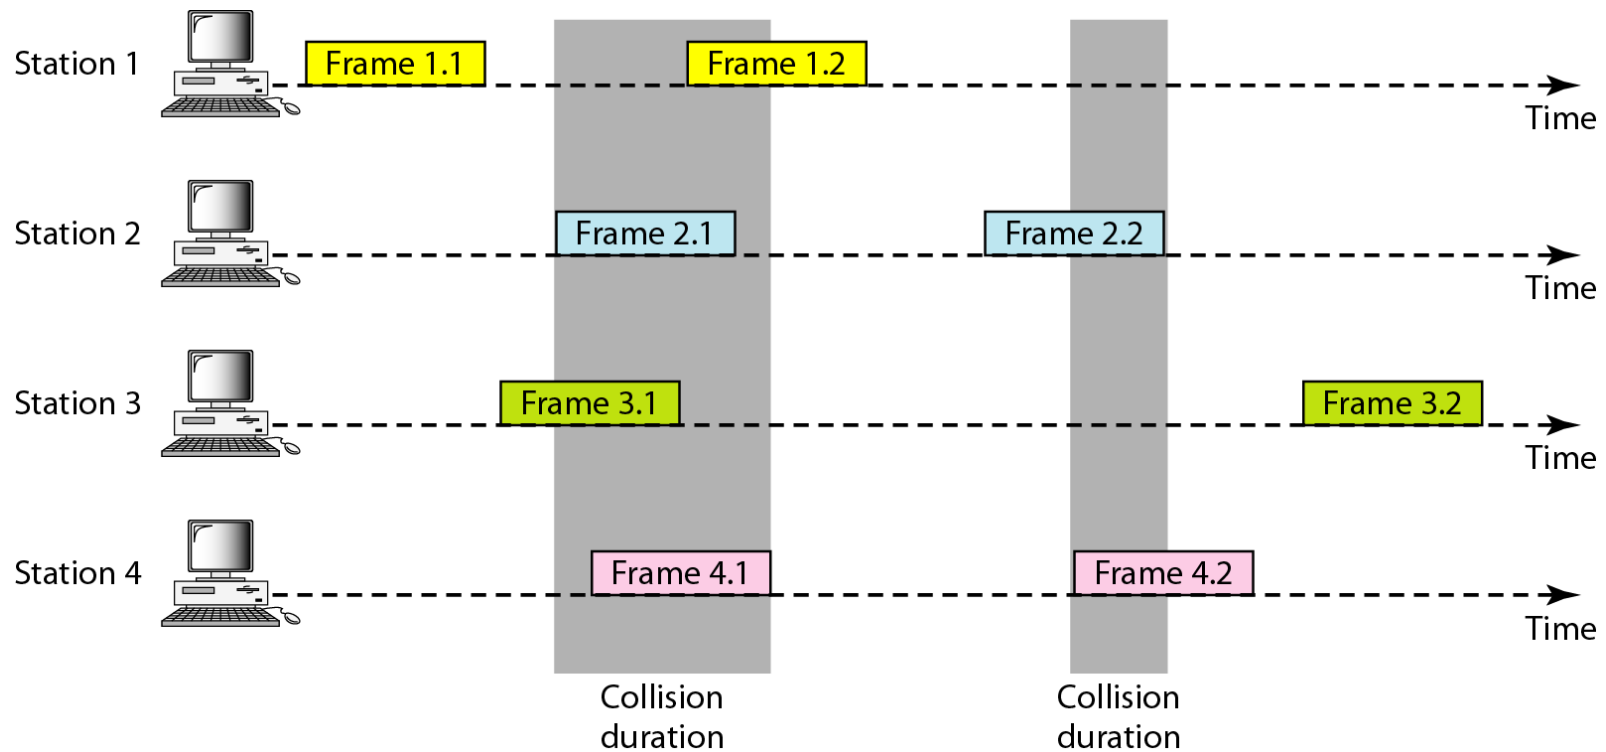 Station 1
Frame 1.1
Frame 1.2
Time
Station 2
Frame 2.1
Frame 2.2
Time
Station 3
Frame 3.1
Frame 3.2
Time
Station 4
Frame 4.1
Frame 4.2
Time
Collision
duration
Collision
duration